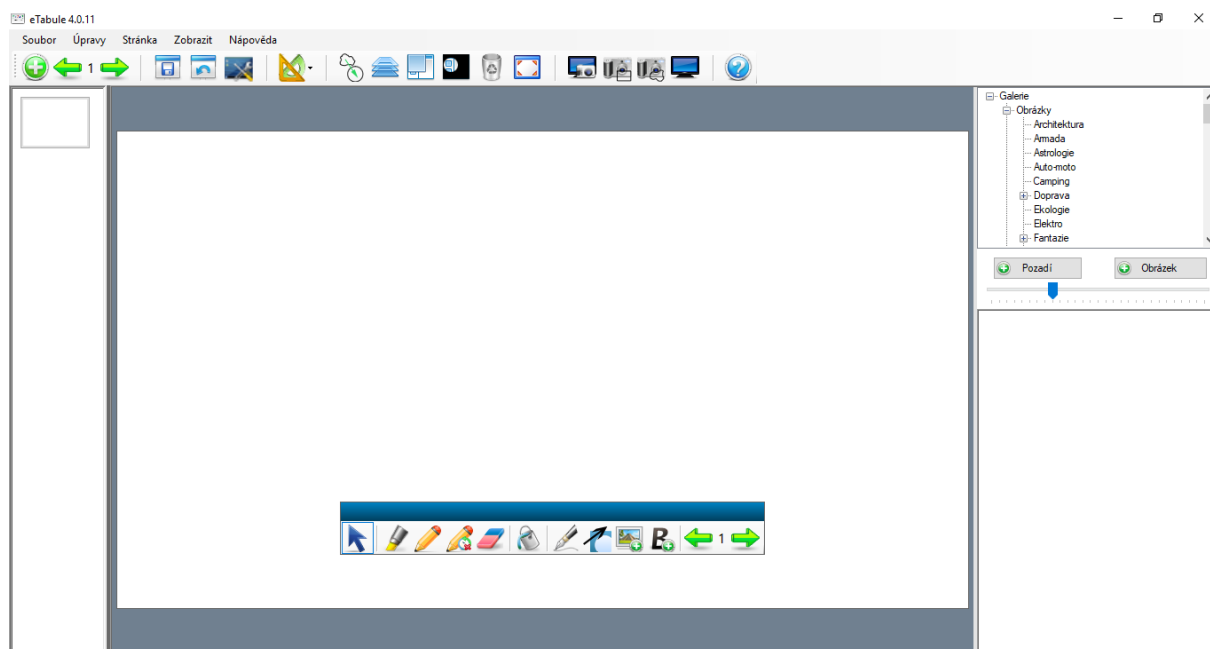 eTabule 4.0.11
Soubor Úpravy Stránka Zobrazit Nápověda
1
Galerie
Obrázky
Architektura
Armada
Astrologie
Auto-moto
Camping
Doprava
Ekologie
Elektro
Fantazie
Pozadí Obrázek
B
1